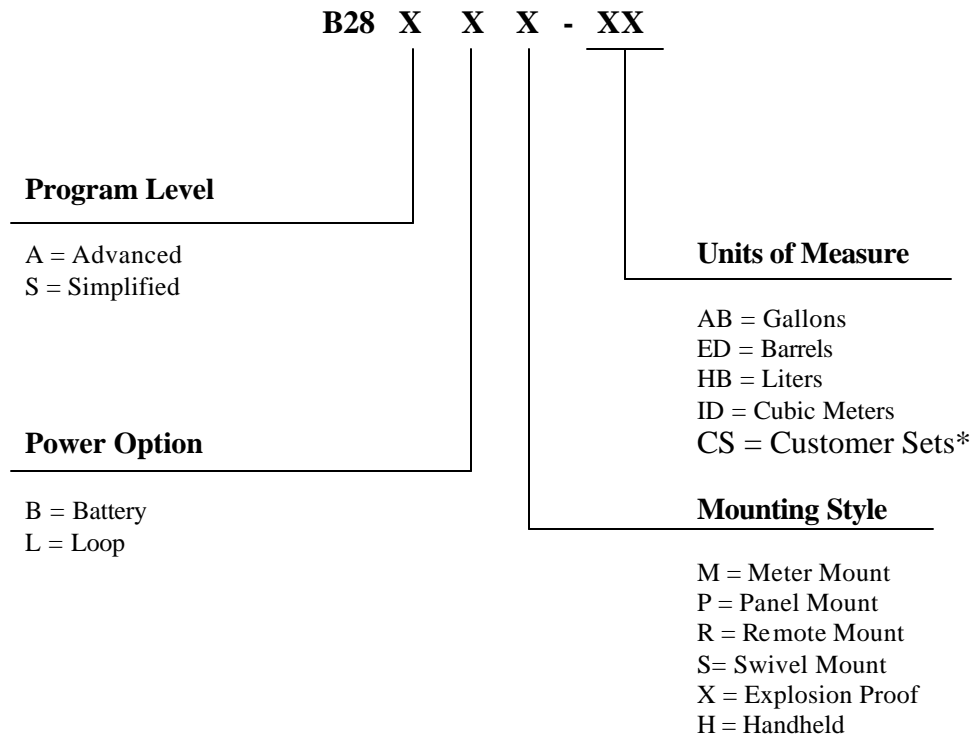 B28 X X X - XX
Program Level
A = Advanced
S = Simplified
Power Option
B = Battery
L = Loop
Units of Measure
AB = Gallons
ED = Barrels
HB = Liters
ID = Cubic Meters
CS = Customer Sets*
Mounting Style
M = Meter Mount
P = Panel Mount
R = Remote Mount
S= Swivel Mount
X = Explosion Proof
H = Handheld